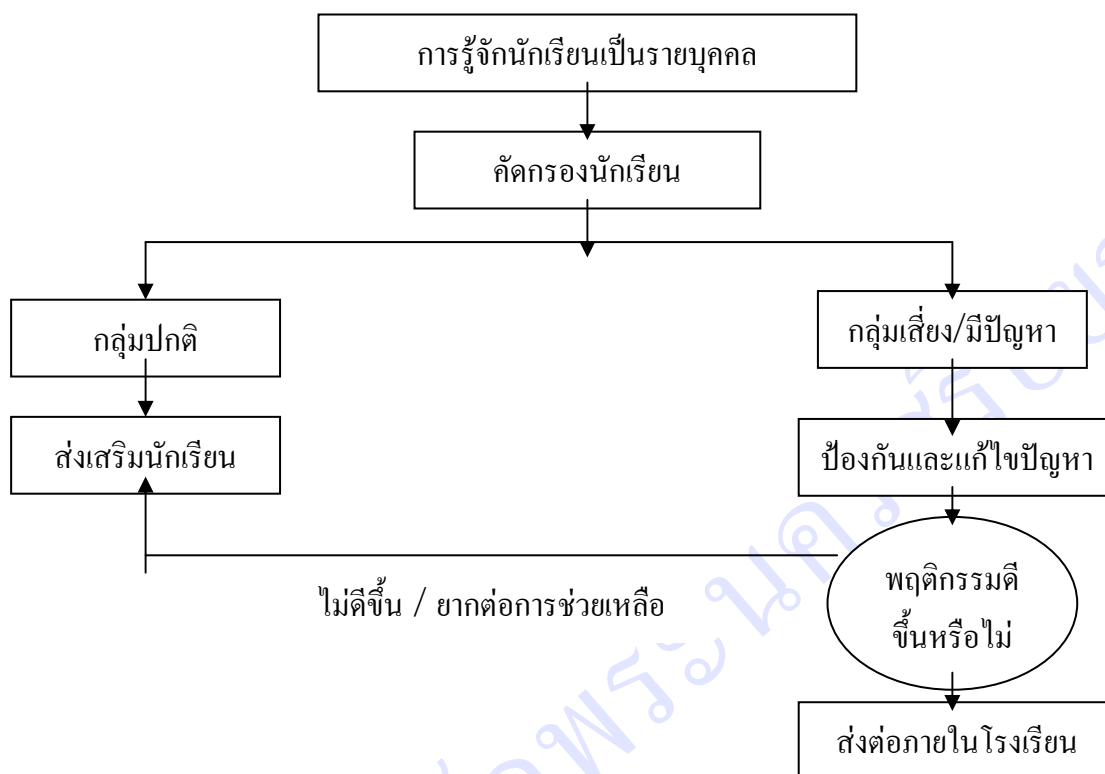 การรู้จักนักเรียนเป็นรายบุคคล
คัดกรองนักเรียน
กลุ่มปกติ
กลุ่มเสี่ยง/มีปัญหา
ส่งเสริมนักเรียน
ป้องกันและแก้ไขปัญหา
พฤติกรรมดี
ขึ้นหรือไม่
ไม่ดีขึ้น / ยากต่อการช่วยเหลือ
ส่งต่อภายในโรงเรียน